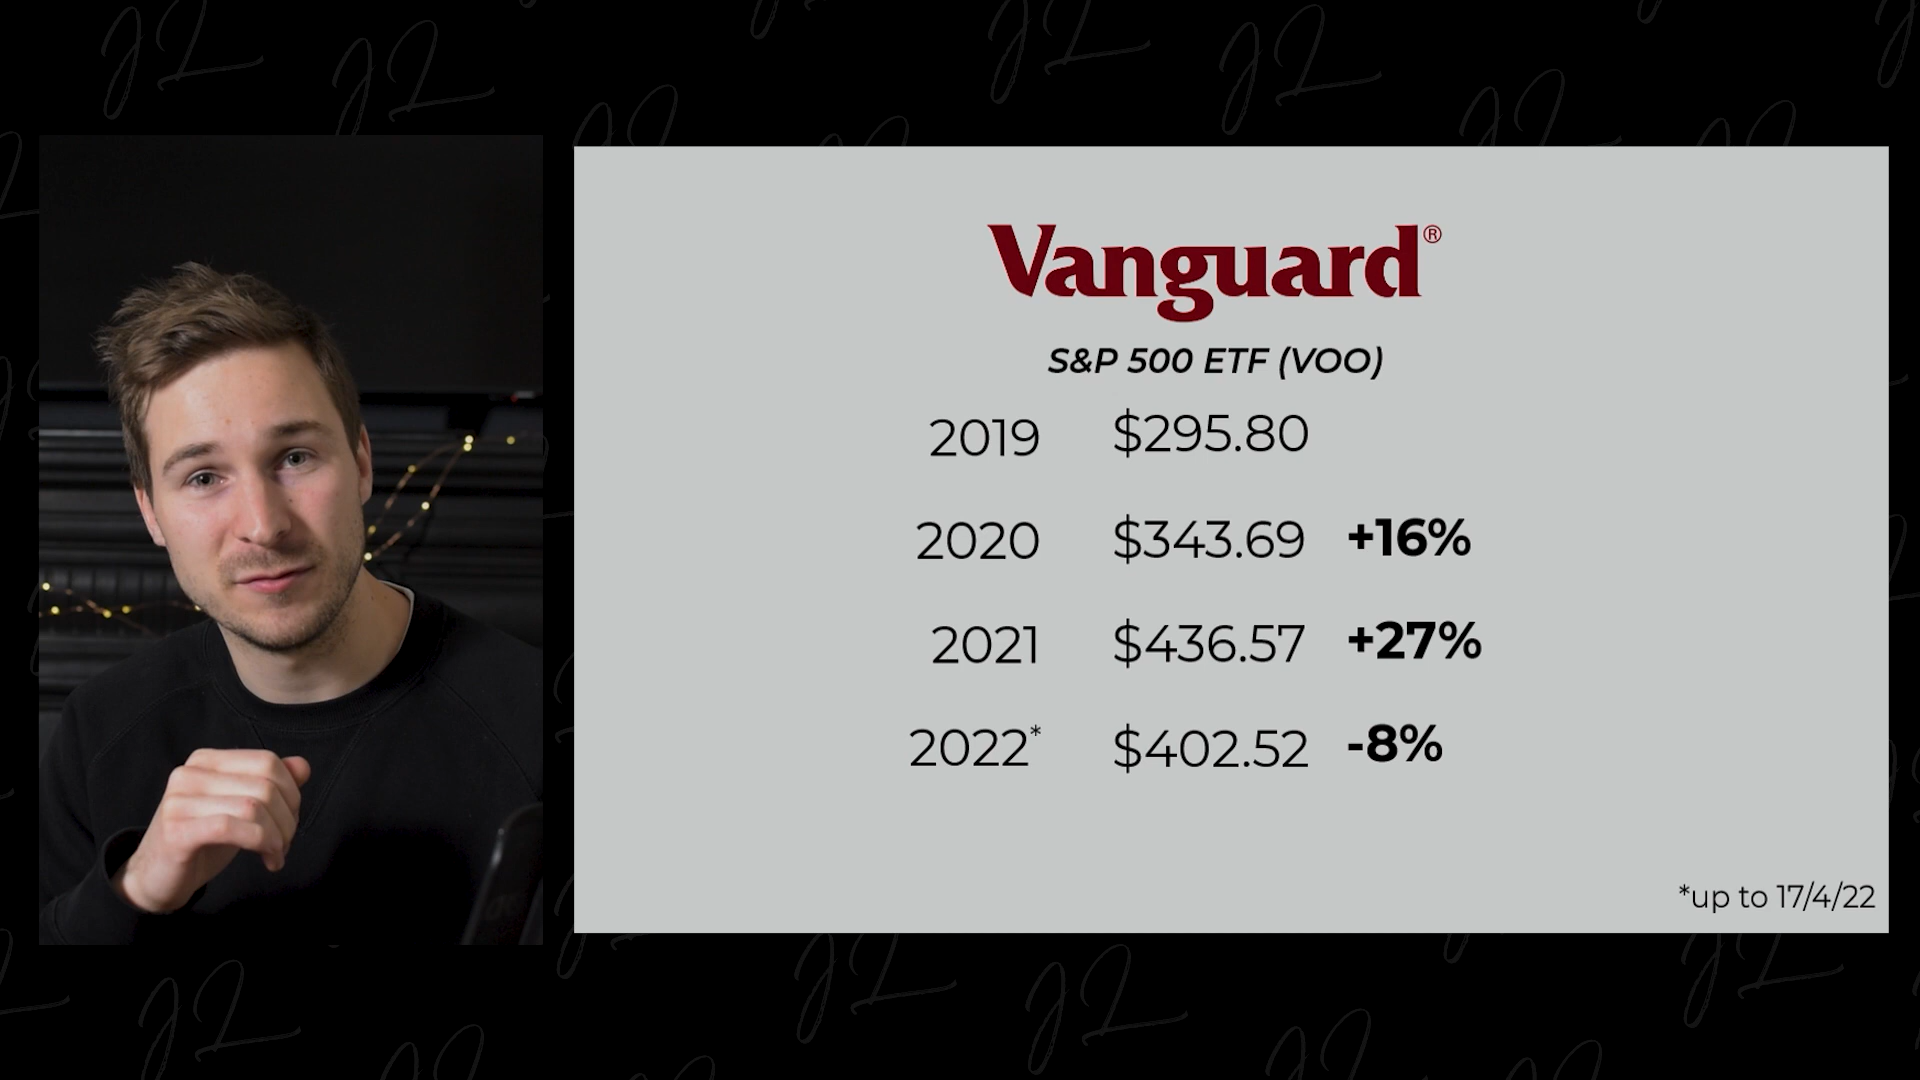 Vanguard®
S&P 500 ETF (VOO)
2019 $295.80
2020 $343.69 +16%
2021 $436.57 +27%
2022* $402.52 -8%
*up to 17/4/22